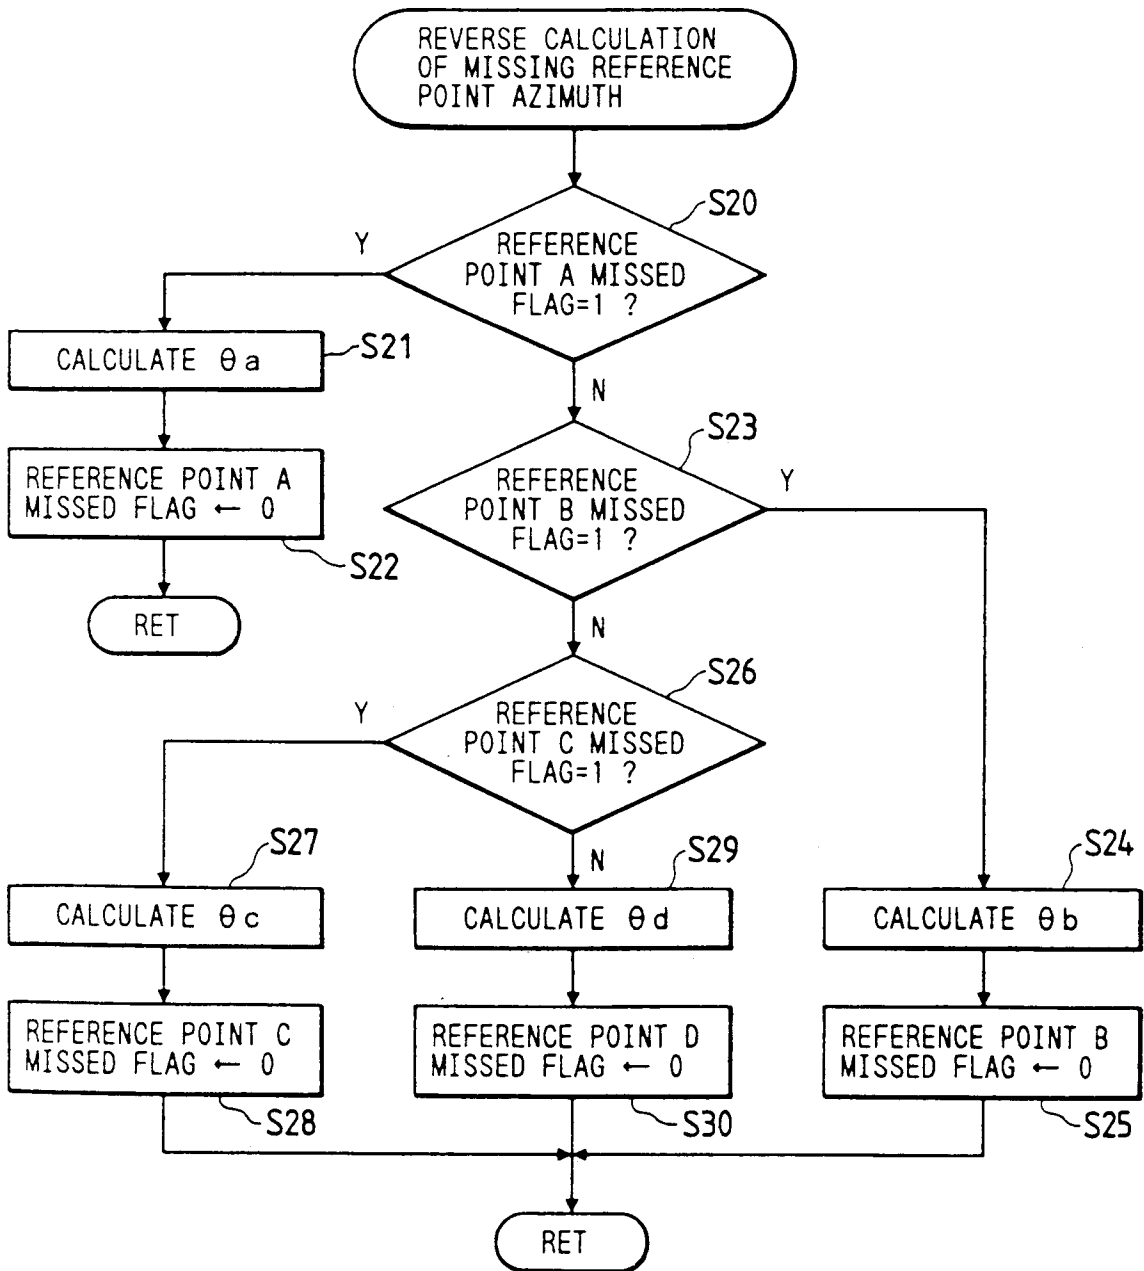 REVERSE CALCULATION
OF MISSING REFERENCE
POINT AZIMUTH
S20
Y
REFERENCE
POINT A MISSED
FLAG=1 ?
CALCULATE θa
S21
N
S23
REFERENCE POINT A
MISSED FLAG ← 0
S22
REFERENCE
POINT B MISSED
FLAG=1 ?
Y
RET
N
S26
Y
REFERENCE
POINT C MISSED
FLAG=1 ?
S27
N
S29
S24
CALCULATE θc
CALCULATE θd
CALCULATE θb
REFERENCE POINT C
MISSED FLAG ← 0
REFERENCE POINT D
MISSED FLAG ← 0
REFERENCE POINT B
MISSED FLAG ← 0
S28
S30
S25
RET